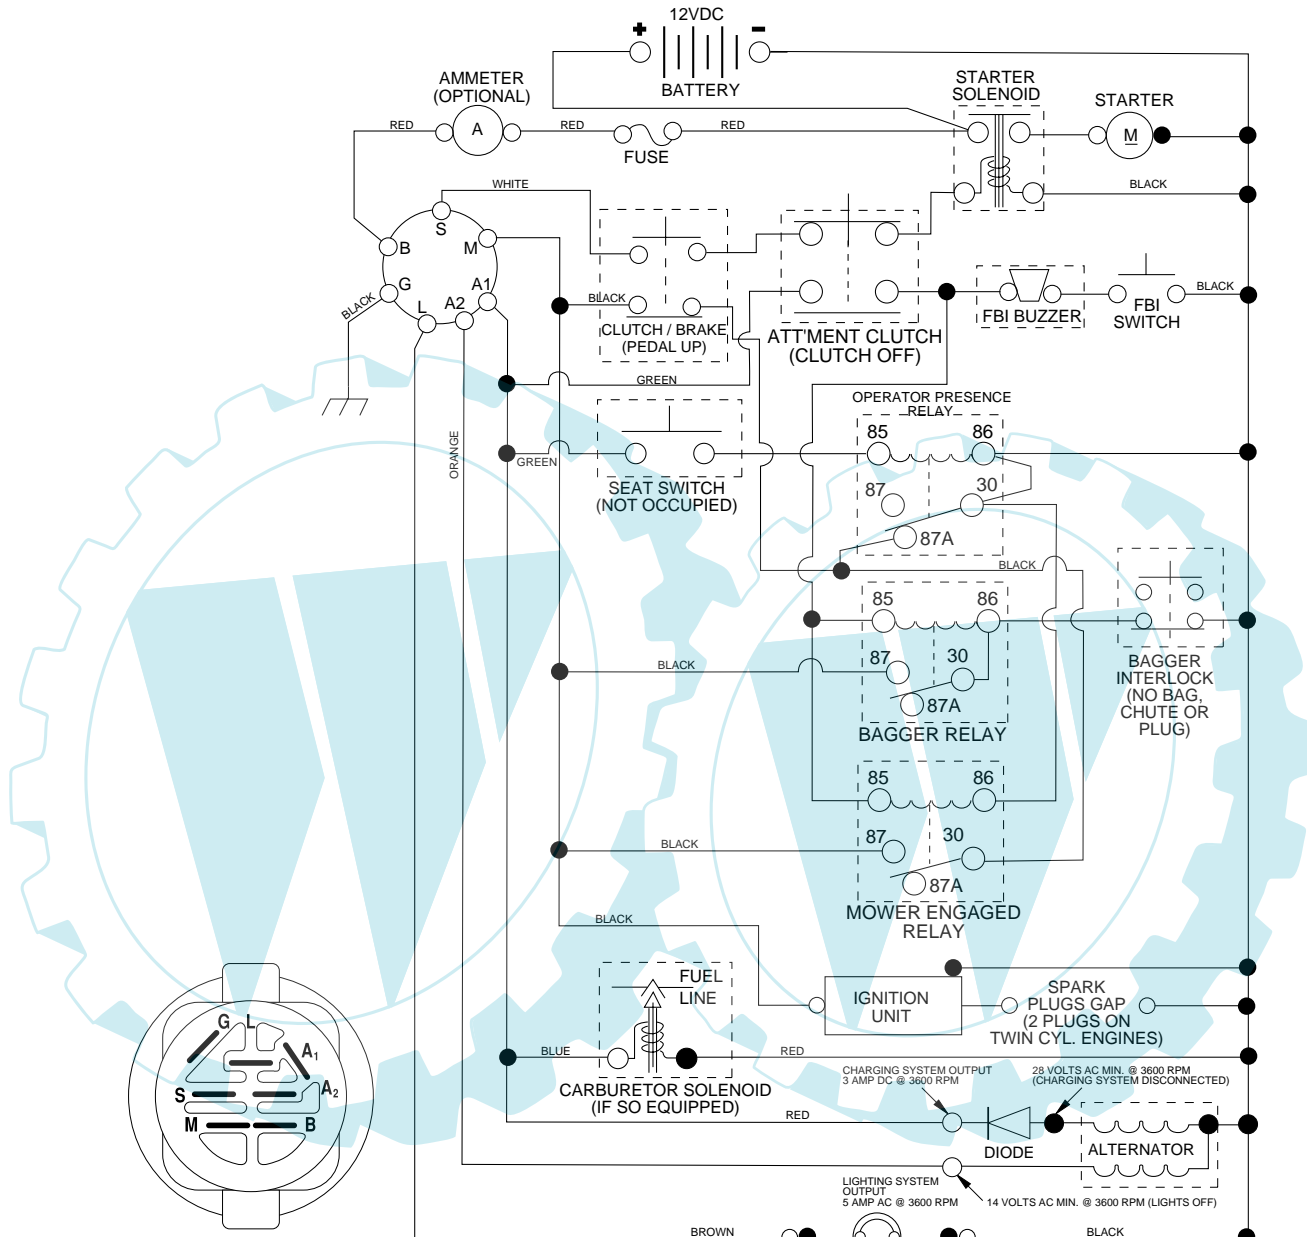 12VDC
+
-
BATTERY
AMMETER
(OPTIONAL)
RED
A
RED
FUSE
RED
STARTER
SOLENOID
STARTER
M
BLACK
WHITE
S
M
B
G
L
A2
A1
BLACK
BLACK
CLUTCH / BRAKE
(PEDAL UP)
ATT'MENT CLUTCH
(CLUTCH OFF)
FBI BUZZER
FBI
SWITCH
BLACK
GREEN
ORANGE
GREEN
SEAT SWITCH
(NOT OCCUPIED)
OPERATOR PRESENCE
RELAY
85
86
87
30
87A
BLACK
85
86
87
30
87A
BLACK
BAGGER RELAY
BAGGER
INTERLOCK
(NO BAG,
CHUTE OR
PLUG)
85
86
87
30
87A
BLACK
MOWER ENGAGED
RELAY
BLACK
IGNITION
UNIT
SPARK
PLUGS GAP
(2 PLUGS ON
TWIN CYL. ENGINES)
FUEL
LINE
BLUE
RED
CARBURETOR SOLENOID
(IF SO EQUIPPED)
CHARGING SYSTEM OUTPUT
3 AMP DC @ 3600 RPM
28 VOLTS AC MIN. @ 3600 RPM
(CHARGING SYSTEM DISCONNECTED)
RED
DIODE
ALTERNATOR
LIGHTING SYSTEM
OUTPUT
5 AMP AC @ 3600 RPM
14 VOLTS AC MIN. @ 3600 RPM (LIGHTS OFF)
G
L
A1
A2
S
M
B
BROWN
BLACK